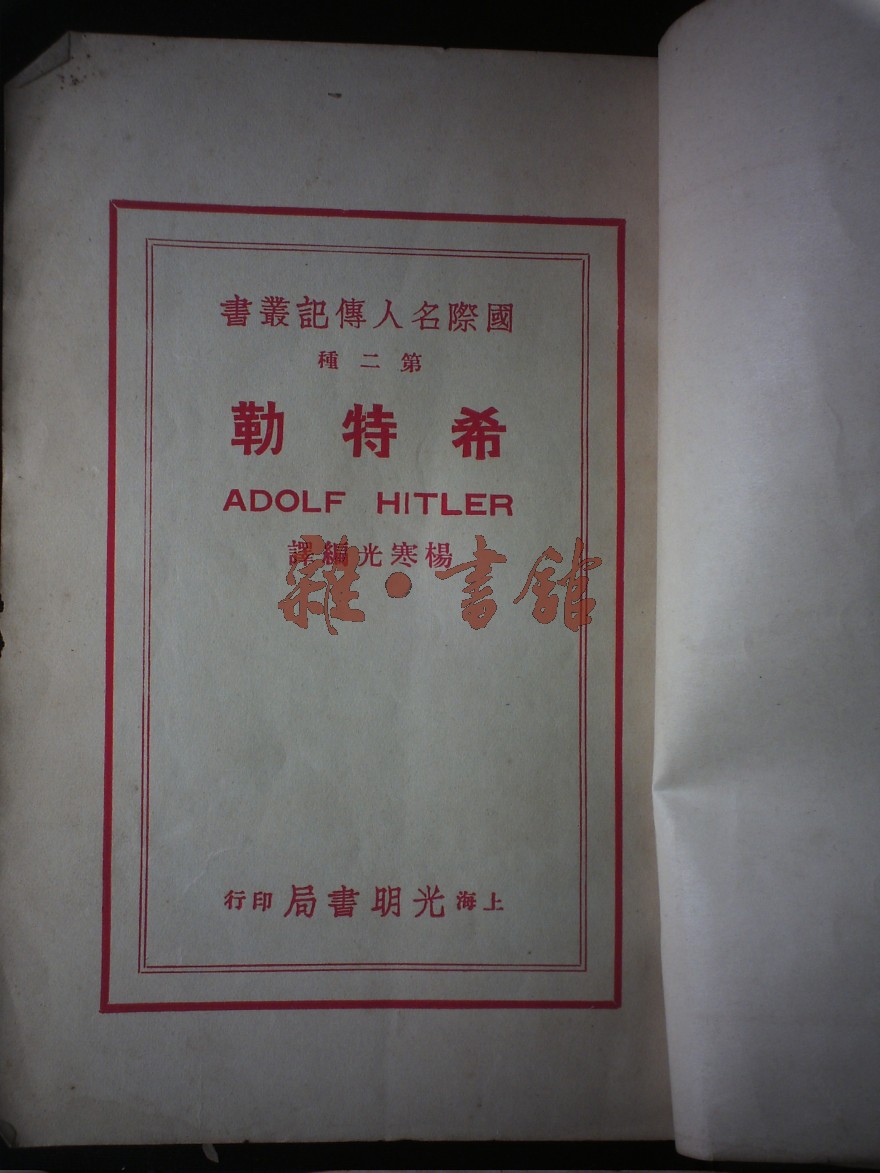 國際名人傳記叢書
第二種
希特勒
ADOLF HITLER
楊寒光編譯
雜·書館
上海光明書局印行